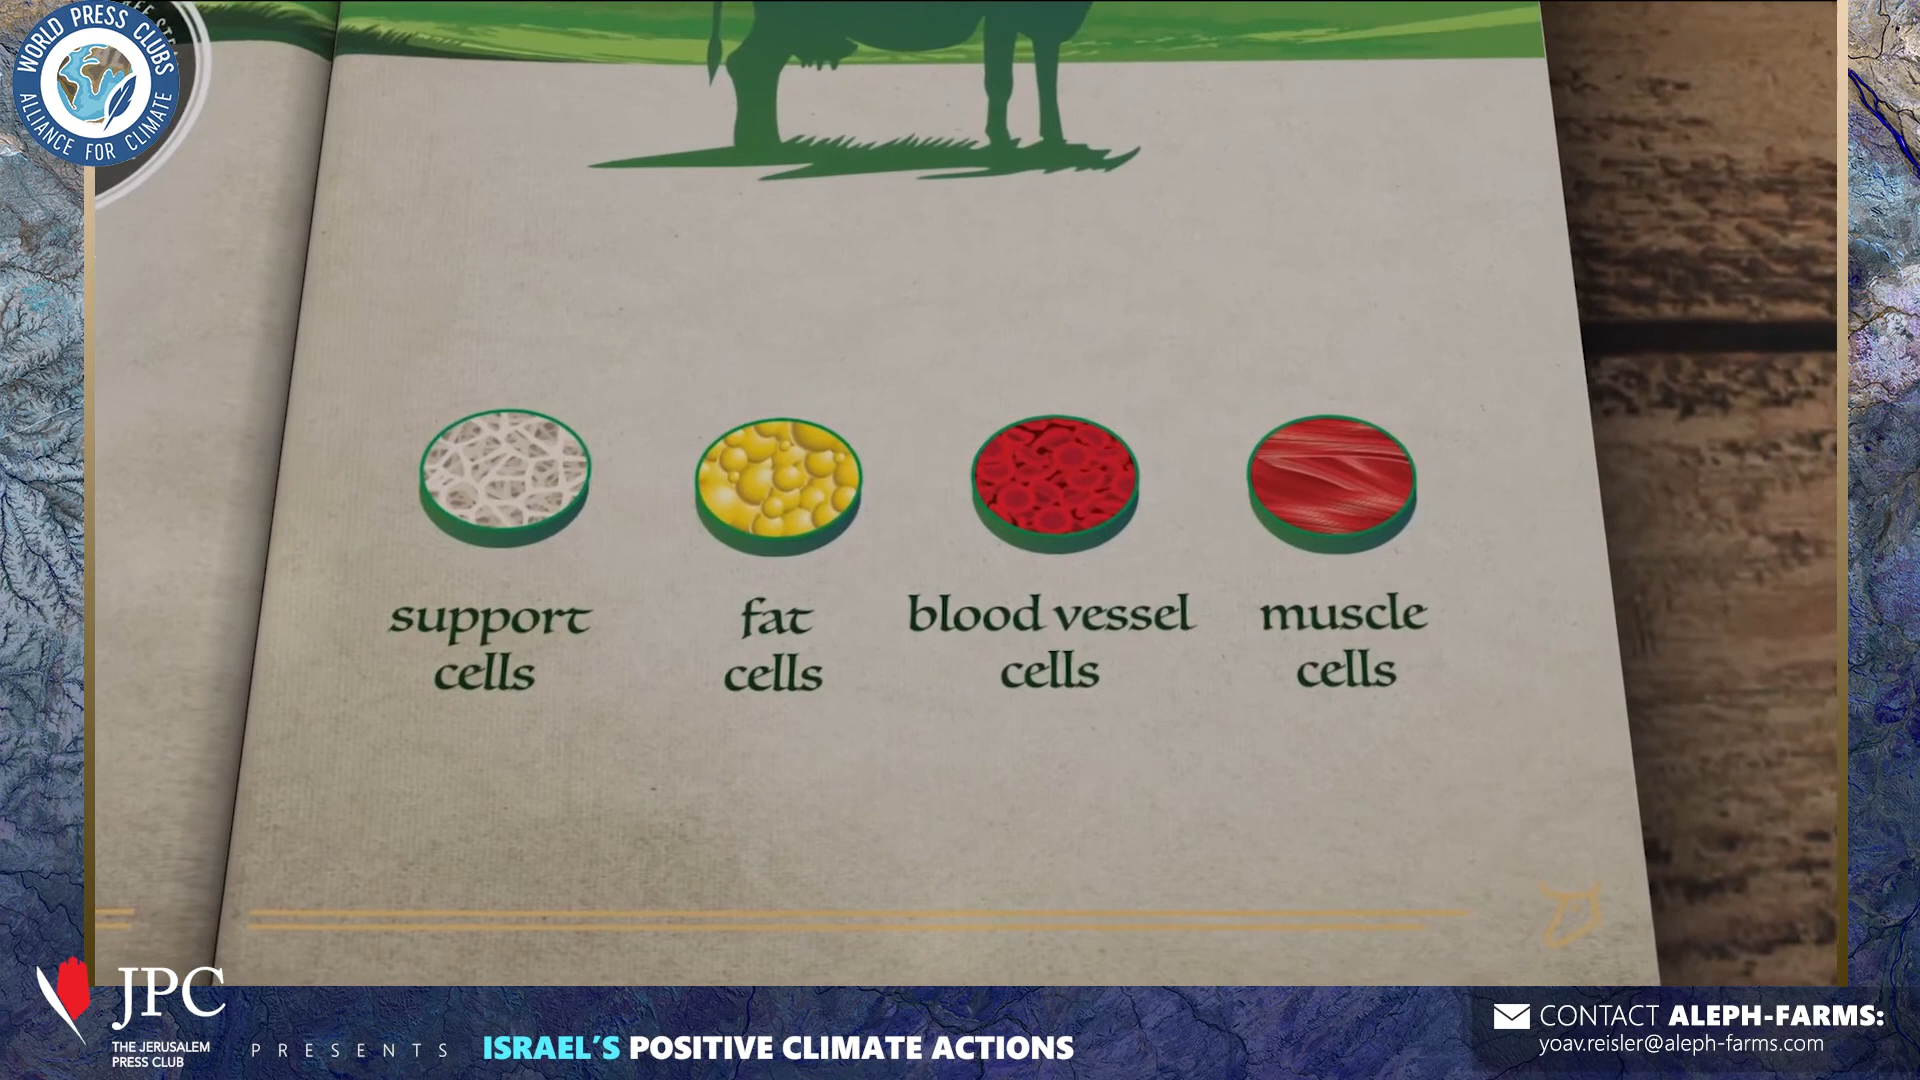 WORLD PRESS CLUBS
ALLIANCE FOR CLIMATE
support
cells
fat
cells
blood vessel
cells
muscle
cells
JPC
THE JERUSALEM
PRESS CLUB
PRESENTS
ISRAEL'S POSITIVE CLIMATE ACTIONS
CONTACT ALEPH-FARMS:
yoav.reisler@aleph-farms.com